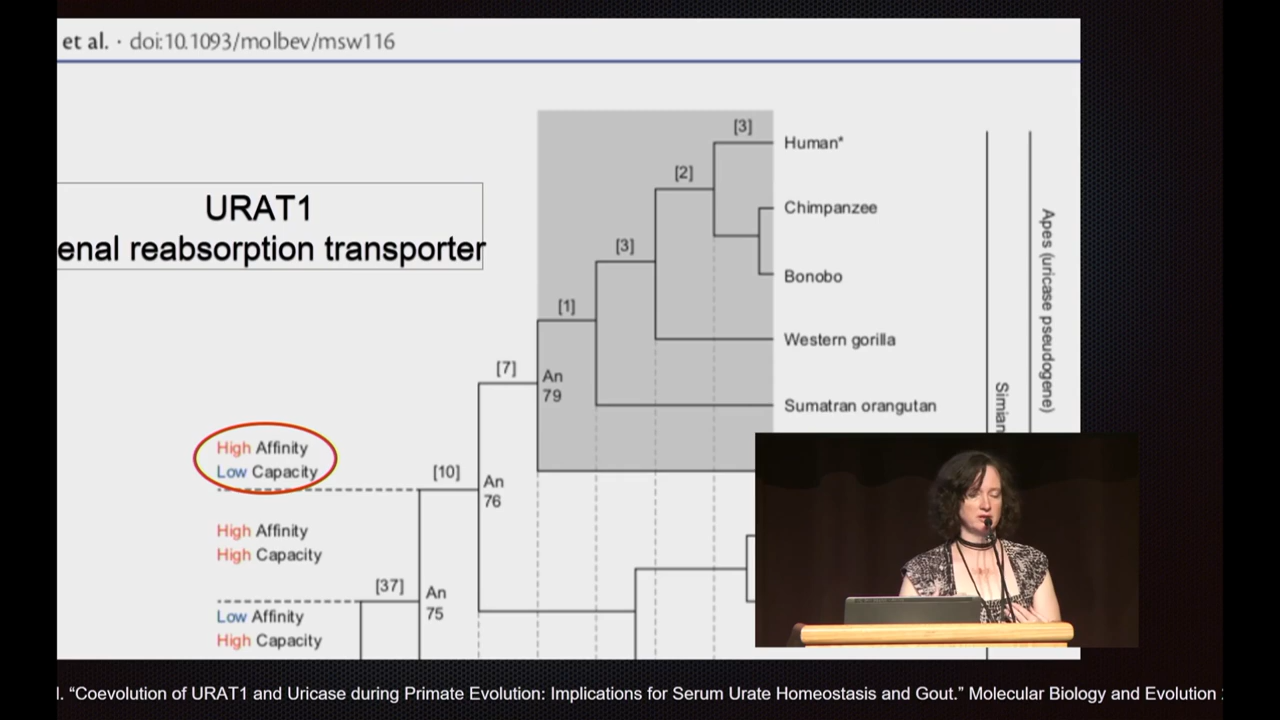 et al. · doi:10.1093/molbev/msw116
[3]
Human*
[2]
Chimpanzee
URAT1
enal reabsorption transporter
[3]
Bonobo
[1]
Western gorilla
[7]
An
79
Sumatran orangutan
Apes (uricase pseudogene)
Simian
High Affinity
Low Capacity
[10]
An
76
High Affinity
High Capacity
[37]
An
75
Low Affinity
High Capacity
l. “Coevolution of URAT1 and Uricase during Primate Evolution: Implications for Serum Urate Homeostasis and Gout.” Molecular Biology and Evolution